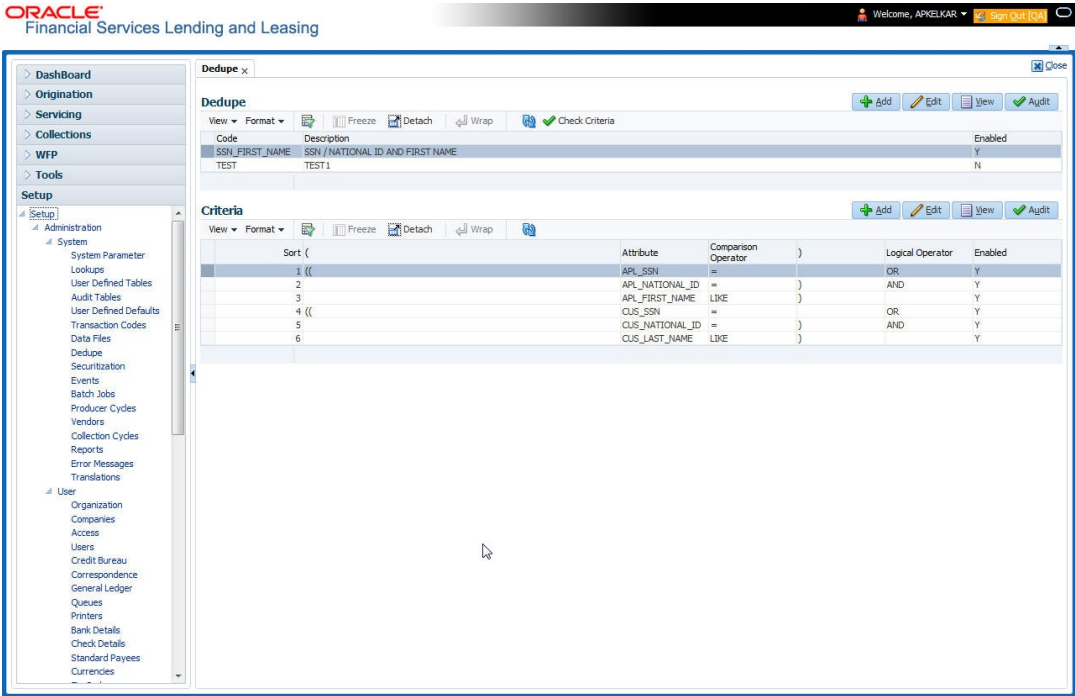 ORACLE
Financial Services Lending and Leasing
Welcome, APKELKAR
Sign Out [QA]
Close
DashBoard
Origination
Servicing
Collections
WFP
Tools
Setup
Setup
Administration
System
System Parameter
Lookups
User Defined Tables
Audit Tables
User Defined Defaults
Transaction Codes
Data Files
Dedupe
Securitization
Events
Batch Jobs
Producer Cycles
Vendors
Collection Cycles
Reports
Error Messages
Translations
User
Organization
Companies
Access
Users
Credit Bureau
Correspondence
General Ledger
Queues
Printers
Bank Details
Check Details
Standard Payees
Currencies
Dedupe x
Dedupe
Add Edit View Audit
View Format Freeze Detach Wrap Check Criteria
Code Description Enabled
SSN_FIRST_NAME SSN / NATIONAL ID AND FIRST NAME Y
TEST TEST1 N
Criteria
Add Edit View Audit
View Format Freeze Detach Wrap
Sort ( Attribute Comparison Operator ) Logical Operator Enabled
1 (( APL_SSN = OR Y
2 APL_NATIONAL_ID = ) AND Y
3 APL_FIRST_NAME LIKE ) Y
4 (( CUS_SSN = OR Y
5 CUS_NATIONAL_ID = ) AND Y
6 CUS_LAST_NAME LIKE ) Y